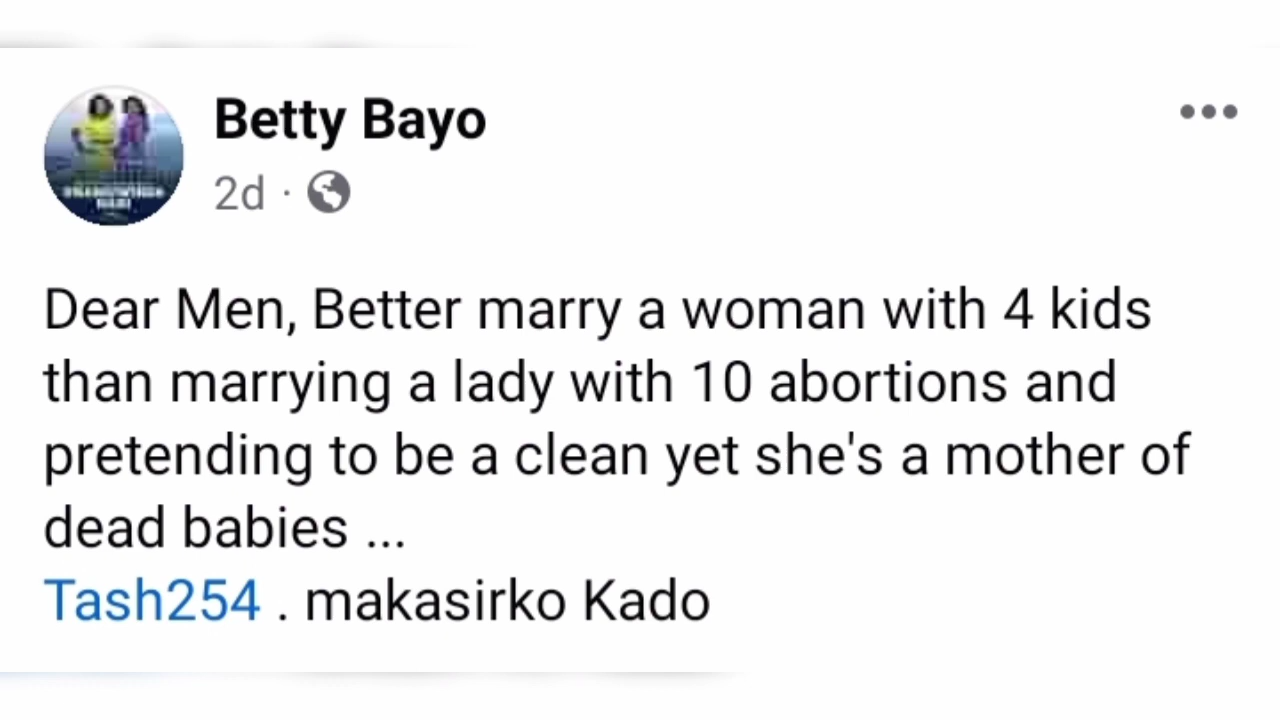 Betty Bayo
2d ·
Dear Men, Better marry a woman with 4 kids
than marrying a lady with 10 abortions and
pretending to be a clean yet she's a mother of
dead babies ...
Tash254 . makasirko Kado